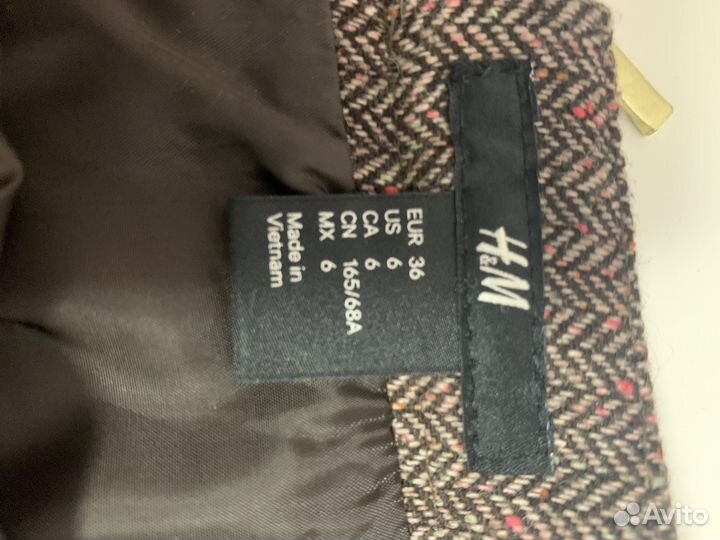 H&M
EUR 36
US 6
CA 6
CN 165/68A
MX 6
Made in
Vietnam
Avito